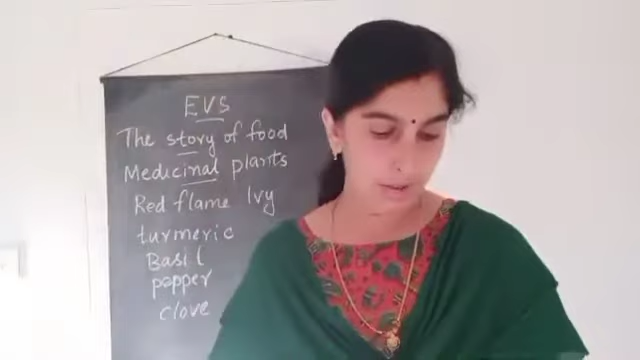 EVS
The story of food
Medicinal plants
Red flame Ivy
turmeric
Basil
pepper
clove